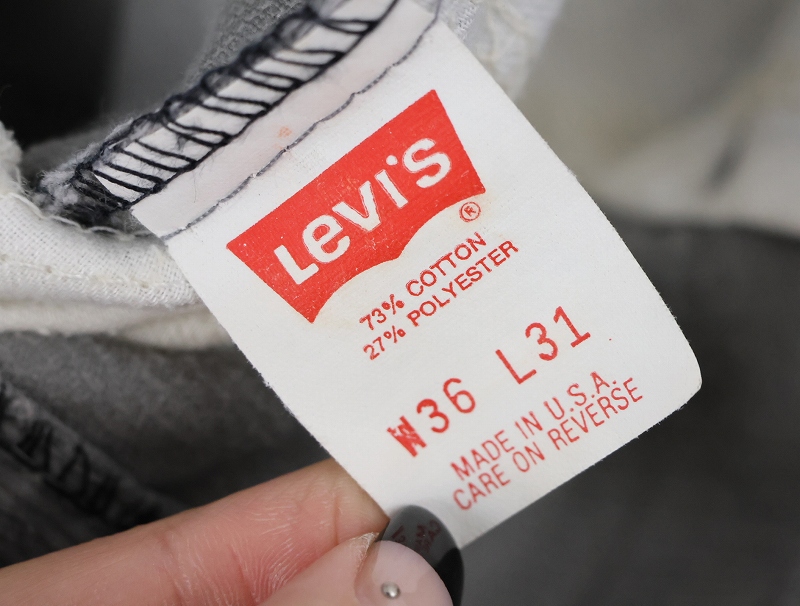 Levi's ®
73% COTTON
27% POLYESTER
W36 L31
MADE IN U.S.A.
CARE ON REVERSE